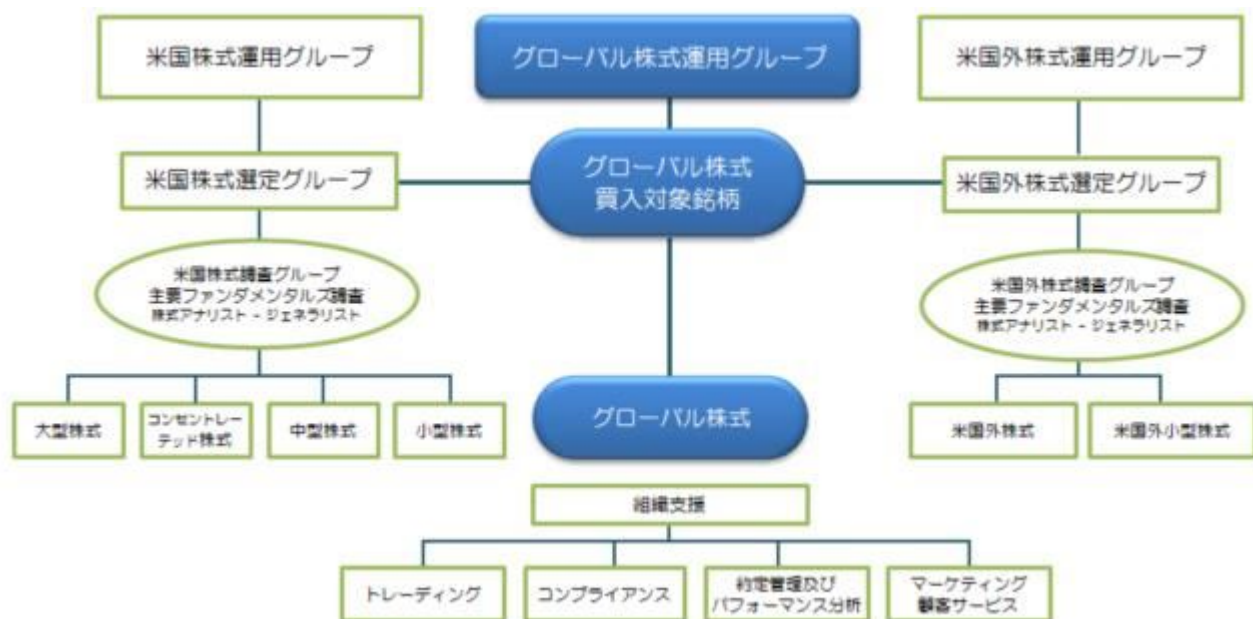 米国株式運用グループ
グローバル株式運用グループ
米国外株式運用グループ
米国株式選定グループ
グローバル株式
買入対象銘柄
米国外株式選定グループ
米国株式調査グループ
主要ファンダメンタルズ調査
株式アナリスト - ジェネラリスト
米国外株式調査グループ
主要ファンダメンタルズ調査
株式アナリスト - ジェネラリスト
大型株式
コンセントレー
テッド株式
中型株式
小型株式
グローバル株式
米国外株式
米国外小型株式
組織支援
トレーディング
コンプライアンス
約定管理及び
パフォーマンス分析
マーケティング
顧客サービス